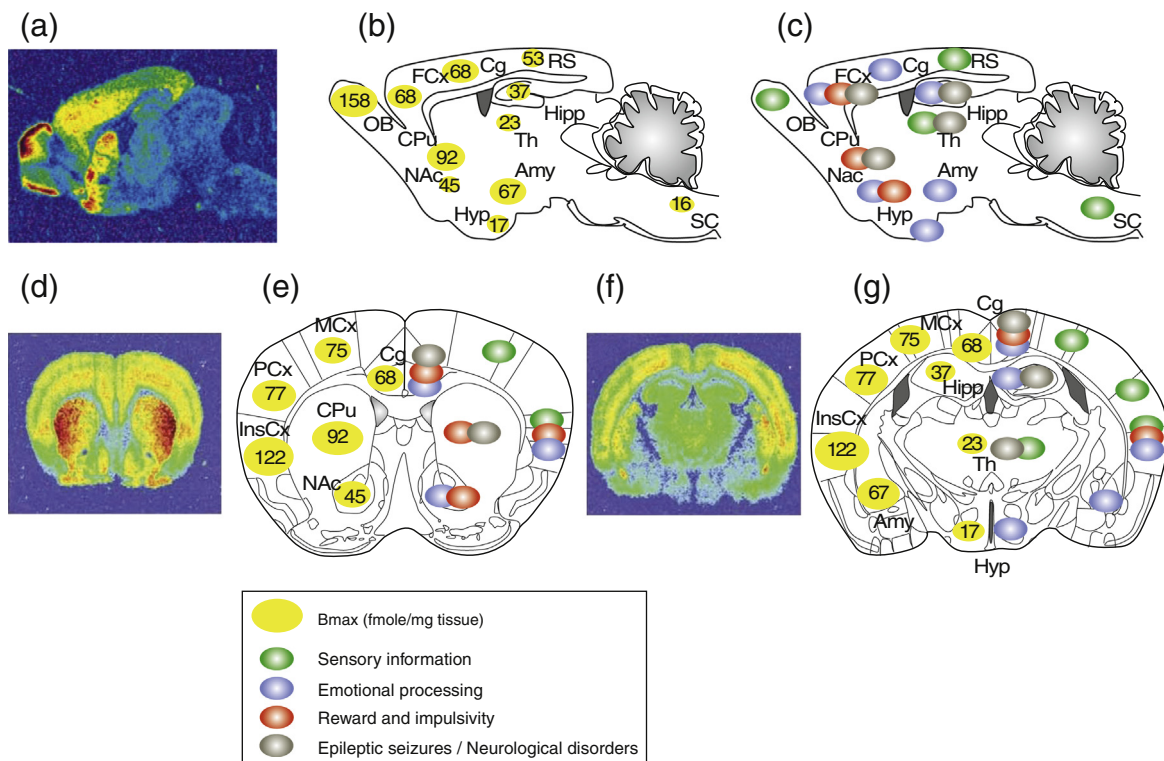 (a)
(b)
FCx 68 Cg 53 RS
158 68 37
OB Hipp
CPu 23
Th
92
NAc 45 Amy
67
Hyp 17 16
SC
(c)
FCx Cg RS
OB Hipp
CPu Th
Nac Amy
Hyp SC
(d)
(e)
MCx
75 Cg
PCx 68
77 CPu
InsCx 92
122
NAc 45
(f)
(g)
Cg
MCx
75 68
PCx 37
77 Hipp
InsCx
122 23
Th
67
Amy 17
Hyp
Bmax (fmole/mg tissue)
Sensory information
Emotional processing
Reward and impulsivity
Epileptic seizures / Neurological disorders